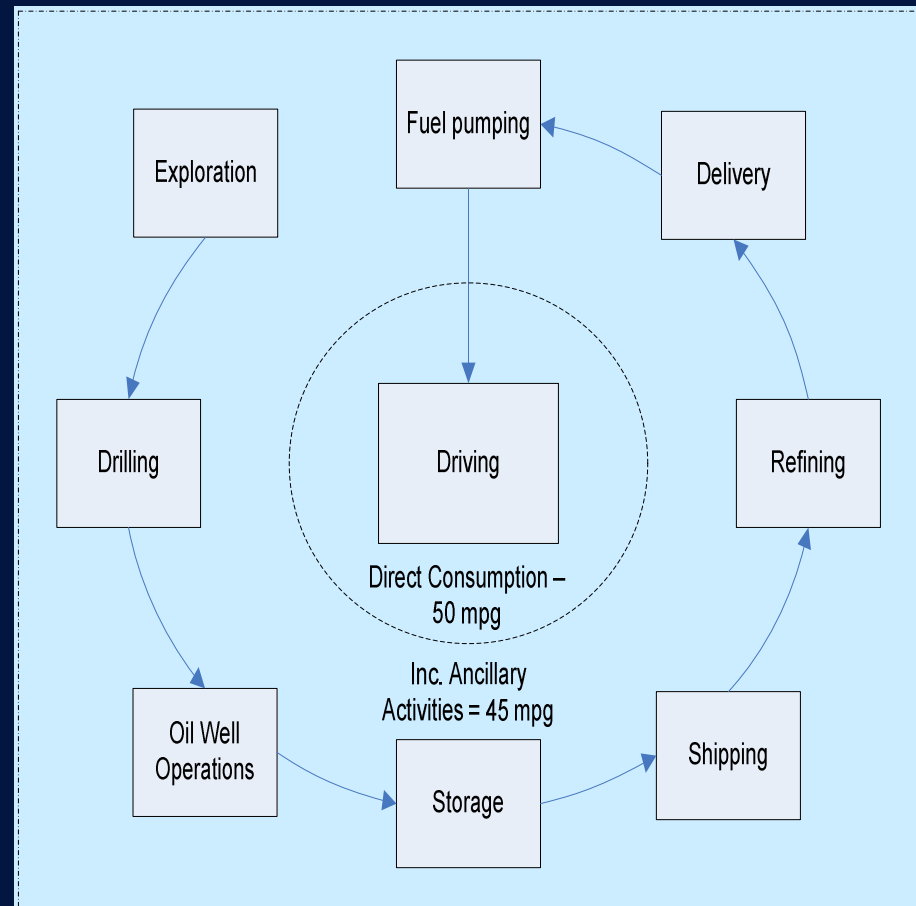 Fuel pumping
Exploration
Delivery
Drilling
Driving
Refining
Direct Consumption –
50 mpg
Inc. Ancillary
Activities = 45 mpg
Oil Well
Operations
Storage
Shipping